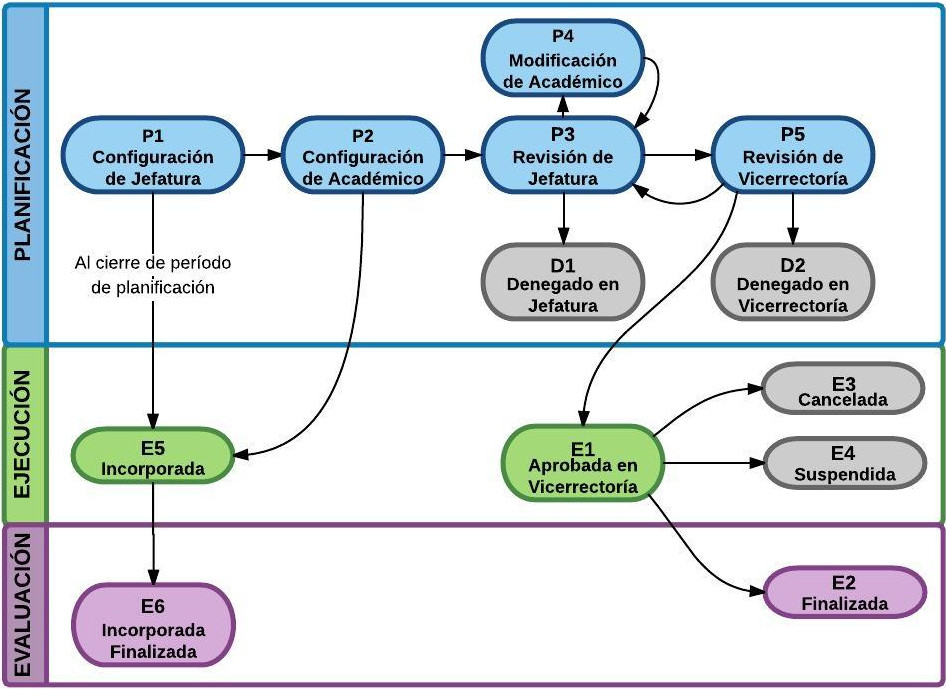 PLANIFICACIÓN
P4
Modificación
de Académico
P1
Configuración
de Jefatura
P2
Configuración
de Académico
P3
Revisión de
Jefatura
P5
Revisión de
Vicerrectoría
Al cierre de período
de planificación
D1
Denegado en
Jefatura
D2
Denegado en
Vicerrectoría
EJECUCIÓN
E5
Incorporada
E1
Aprobada en
Vicerrectoría
E3
Cancelada
E4
Suspendida
EVALUACIÓN
E6
Incorporada
Finalizada
E2
Finalizada